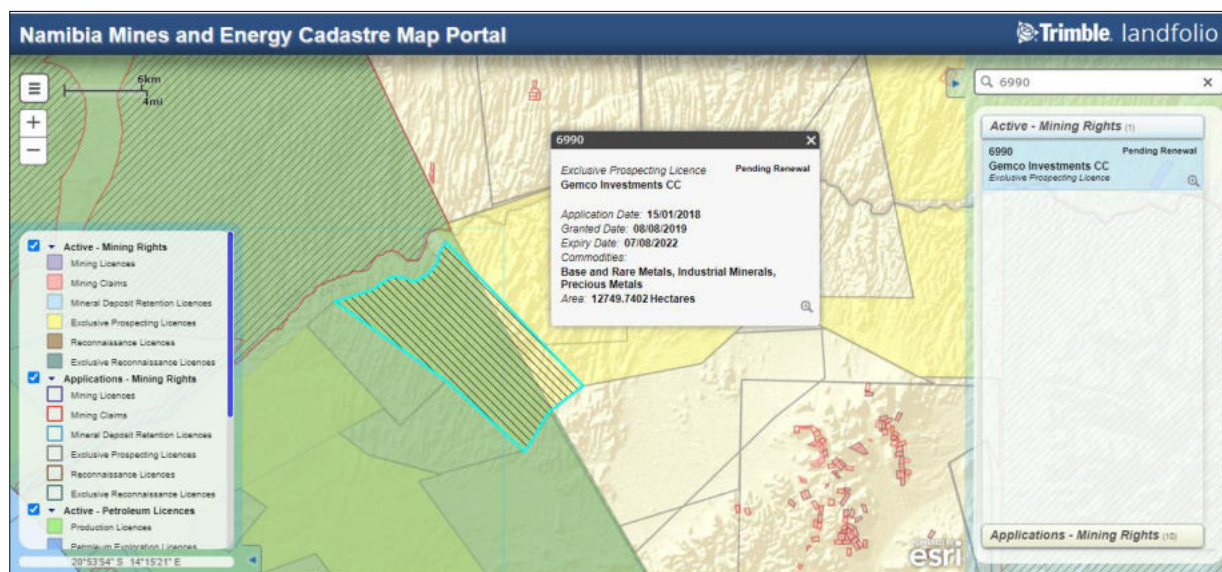 Namibia Mines and Energy Cadastre Map Portal
Trimble. landfolio
6km
4mi
6990
Exclusive Prospecting Licence Pending Renewal
Gemco Investments CC
Application Date: 15/01/2018
Granted Date: 08/08/2019
Expiry Date: 07/08/2022
Commodities:
Base and Rare Metals, Industrial Minerals,
Precious Metals
Area: 12749.7402 Hectares
6990
Active - Mining Rights (1)
6990 Pending Renewal
Gemco Investments CC
Exclusive Prospecting Licence
Applications - Mining Rights (10)
Active - Mining Rights
Mining Licences
Mining Claims
Mineral Deposit Retention Licences
Exclusive Prospecting Licences
Reconnaissance Licences
Exclusive Reconnaissance Licences
Applications - Mining Rights
Mining Licences
Mining Claims
Mineral Deposit Retention Licences
Exclusive Prospecting Licences
Reconnaissance Licences
Exclusive Reconnaissance Licences
Active - Petroleum Licences
Production Licences
Petroleum Exploration Licences
20°53'54" S 14°15'21" E
esri